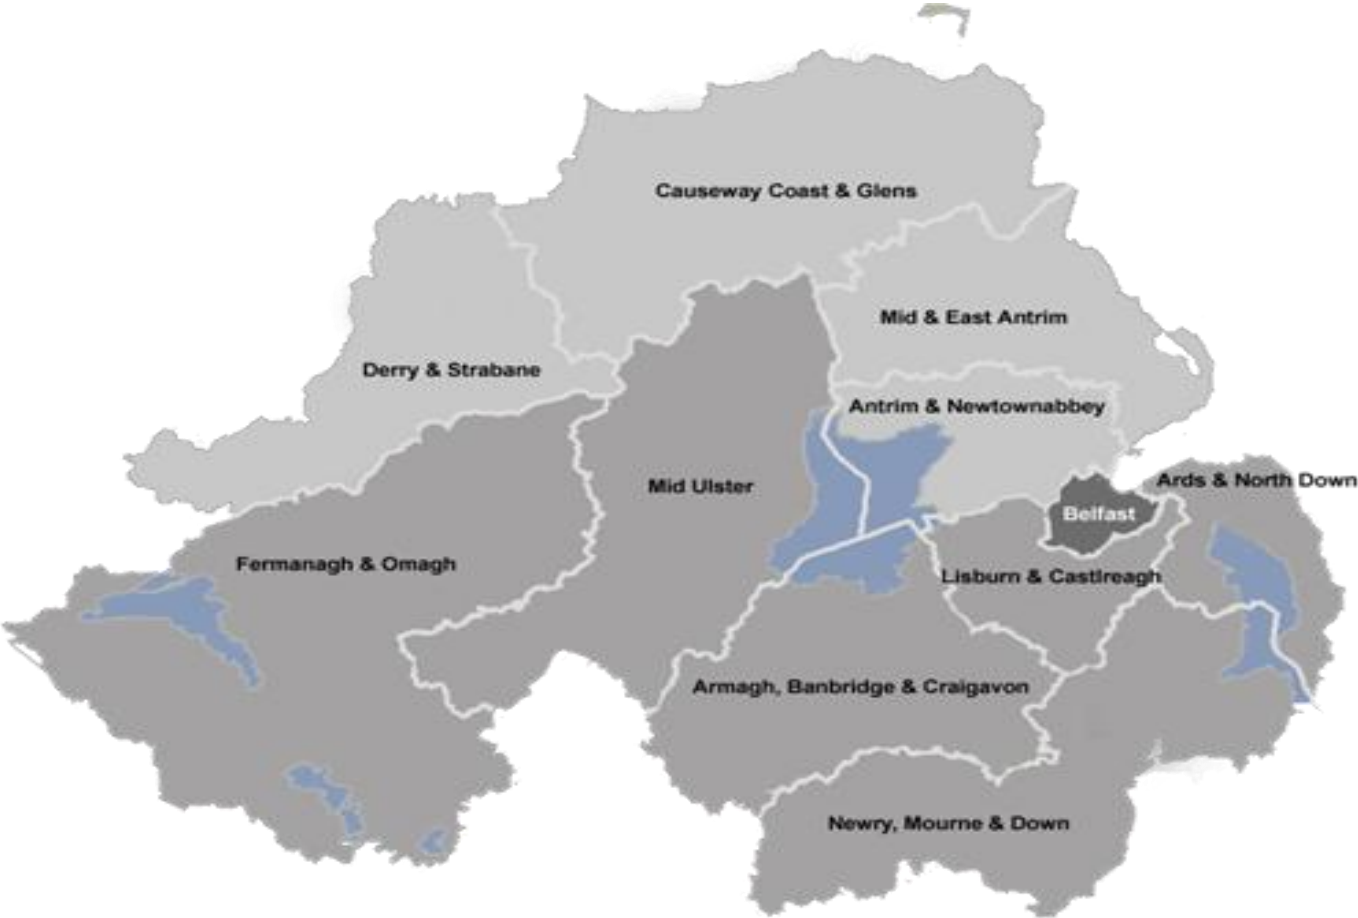 Causeway Coast & Glens
Mid & East Antrim
Derry & Strabane
Antrim & Newtownabbey
Ards & North Down
Mid Ulster
Belfast
Fermanagh & Omagh
Lisburn & Castlreagh
Armagh, Banbridge & Craigavon
Newry, Mourne & Down